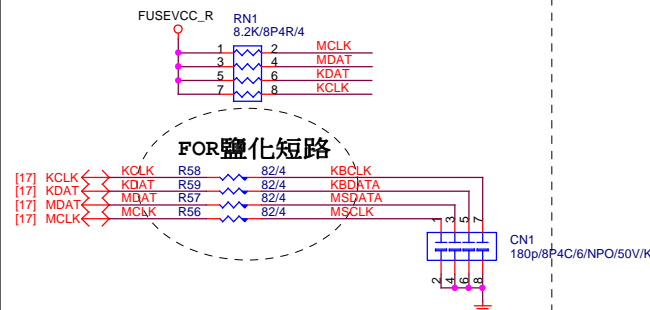 FUSEVCC_R
RN1
8.2K/8P4R/4
1 2 MCLK
3 4 MDAT
5 6 KDAT
7 8 KCLK
FOR鹽化短路
[17] KCLK KCLK R58 82/4 KBCLK
[17] KDAT KDAT R59 82/4 KBDATA
[17] MDAT MDAT R57 82/4 MSDATA
[17] MCLK MCLK R56 82/4 MSCLK
1 3 5 7
CN1
180p/8P4C/6/NPO/50V/K
2 4 6 8